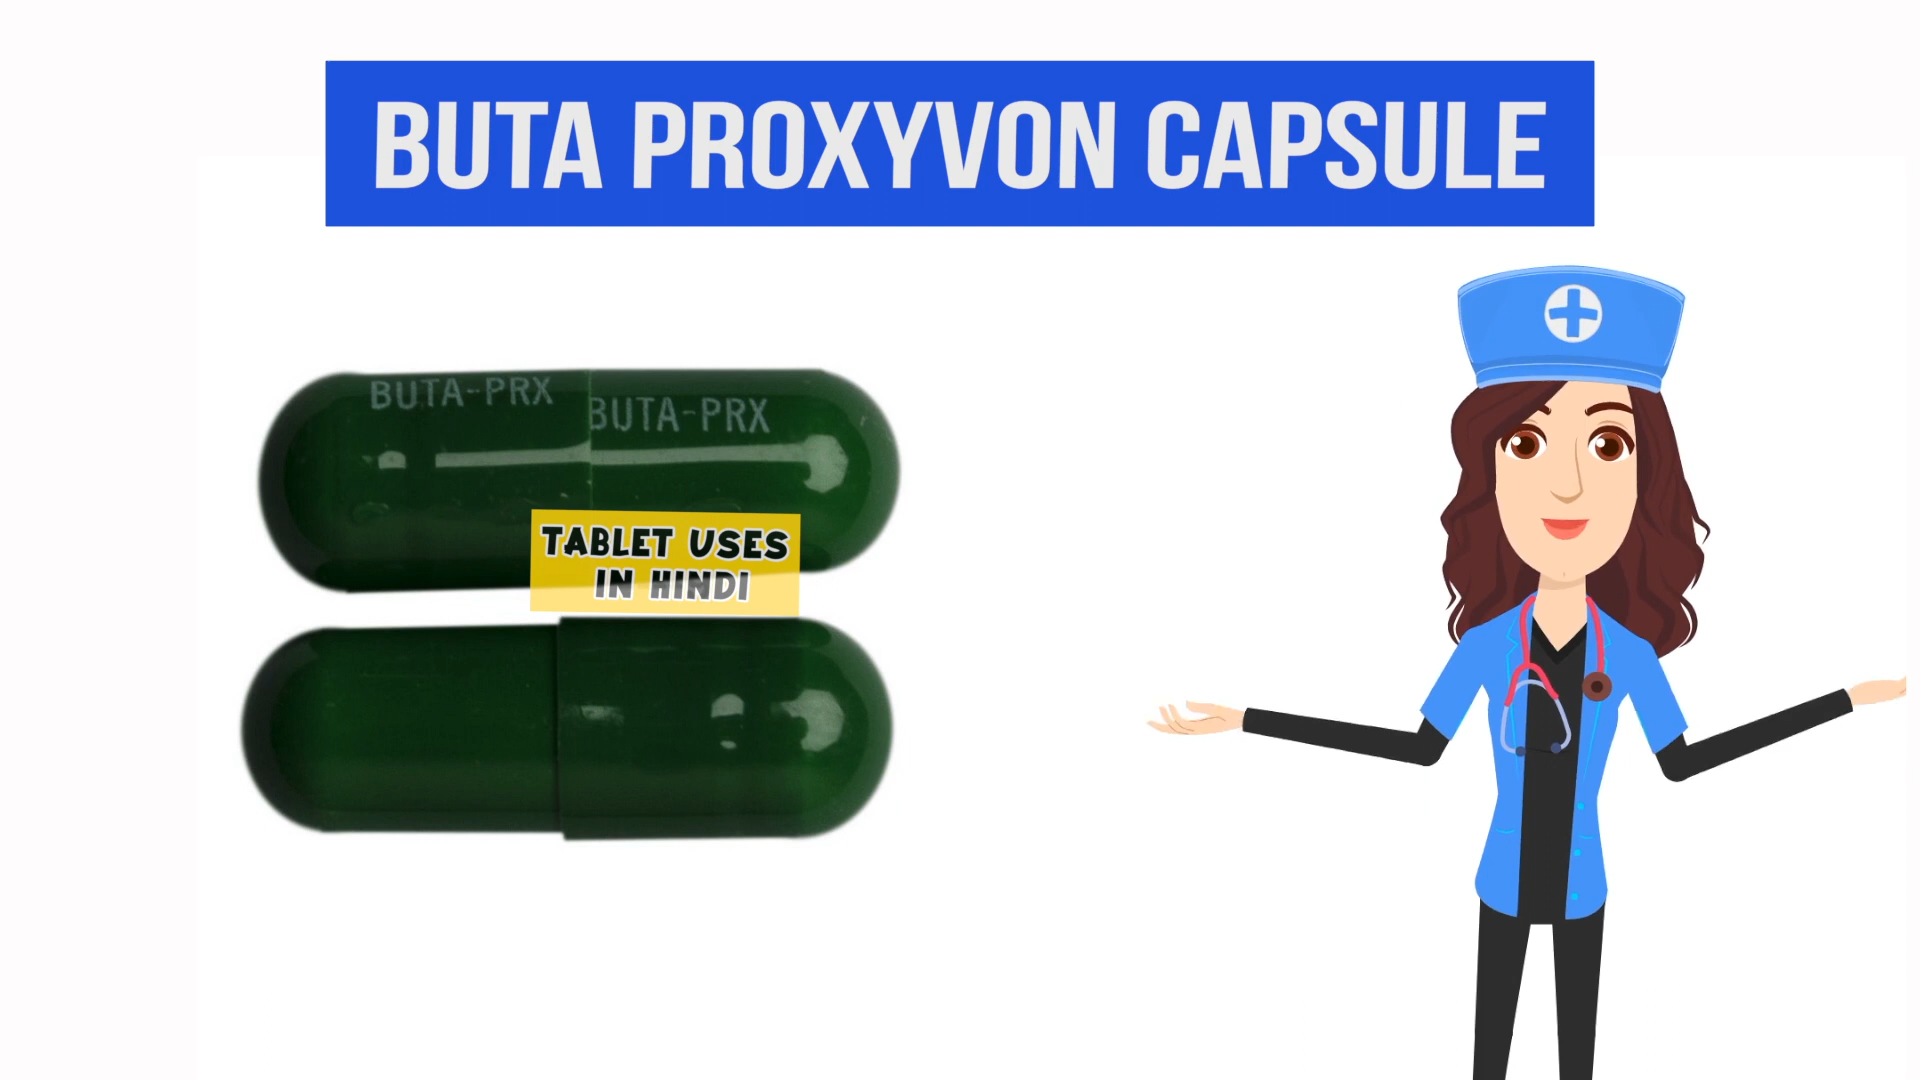 BUTA PROXYVON CAPSULE
BUTA-PRX
BUTA-PRX
TABLET USES
IN HINDI